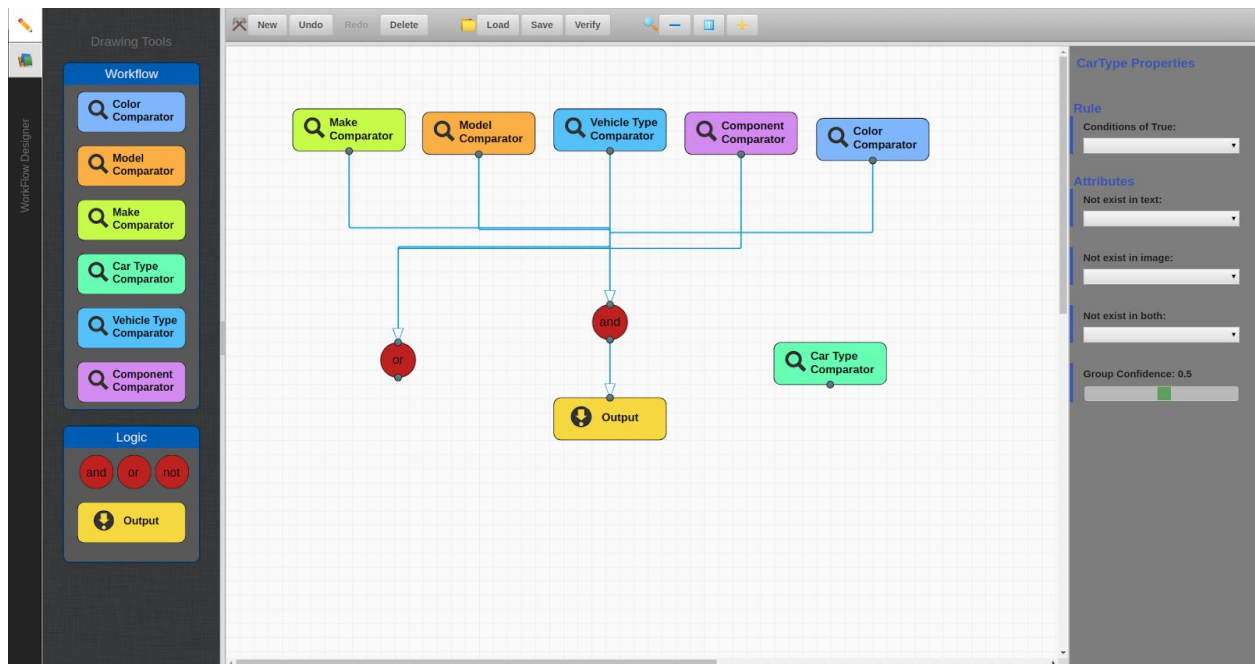 New Undo Redo Delete Load Save Verify
WorkFlow Designer
Drawing Tools
Workflow
Color
Comparator
Model
Comparator
Make
Comparator
Car Type
Comparator
Vehicle Type
Comparator
Component
Comparator
Logic
and or not
Output
Make
Comparator
Model
Comparator
Vehicle Type
Comparator
Component
Comparator
Color
Comparator
and
or
Car Type
Comparator
Output
CarType Properties
Rule
Conditions of True:
Attributes
Not exist in text:
Not exist in image:
Not exist in both:
Group Confidence: 0.5